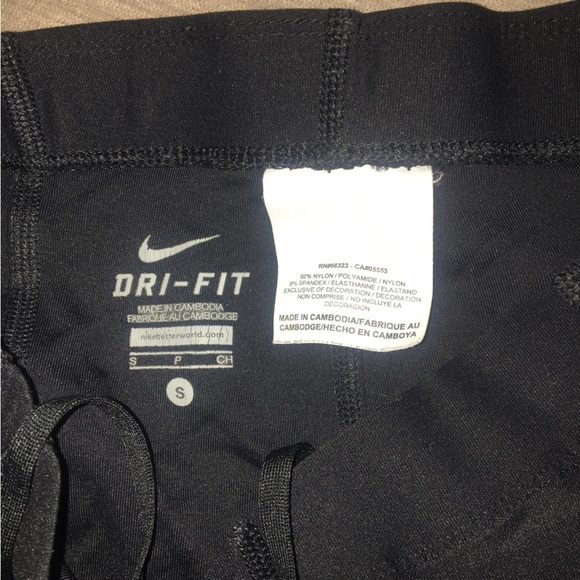 DRI-FIT
MADE IN CAMBODIA
FABRIQUE AU CAMBODGE
nikebetterworld.com
S P CH
S
RN#56323 - CA#05553
92% NYLON / POLYAMIDE / NYLON
8% SPANDEX / ELASTHANNE / ELASTANO
EXCLUSIVE OF DECORATION / DECORATION
NON COMPRISE / NO INCLUYE LA
DECORACIÓN
MADE IN CAMBODIA/FABRIQUE AU
CAMBODGE/HECHO EN CAMBOYA